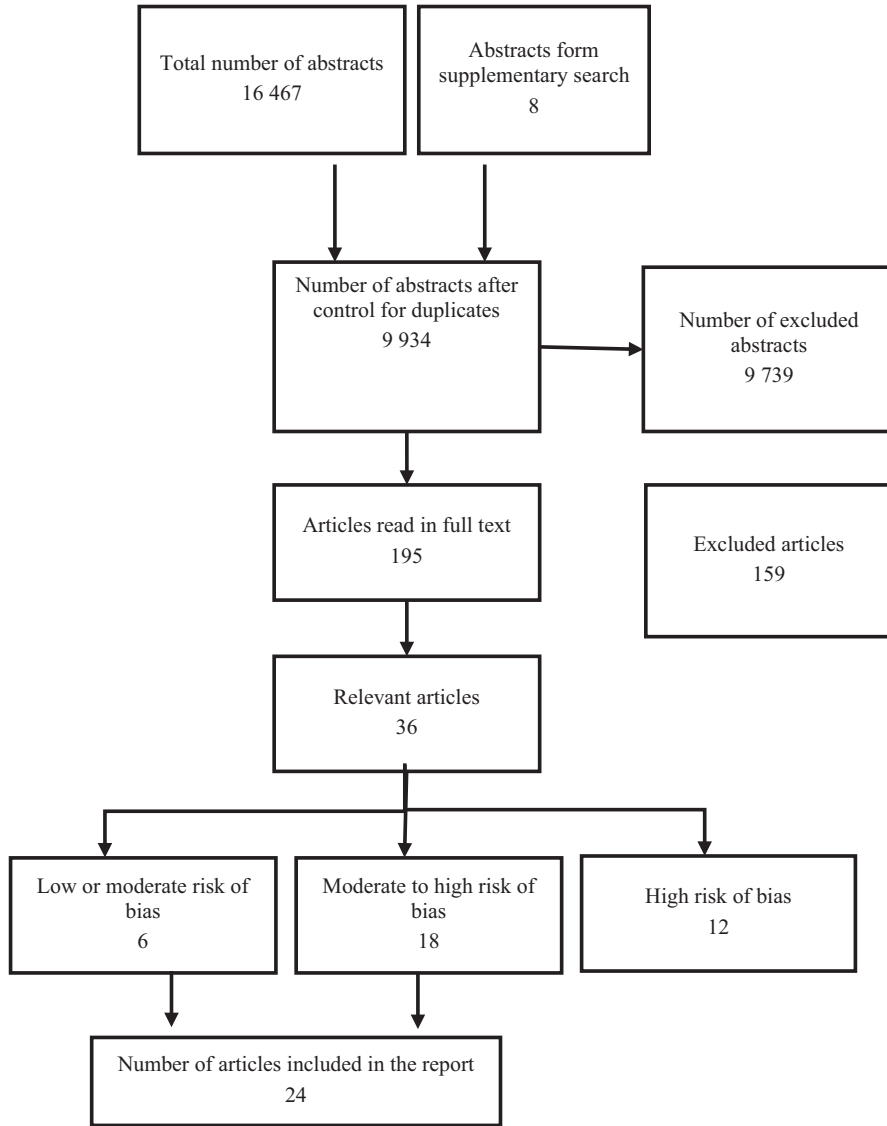 Total number of abstracts
16 467
Abstracts form
supplementary search
8
Number of abstracts after
control for duplicates
9 934
Number of excluded
abstracts
9 739
Articles read in full text
195
Excluded articles
159
Relevant articles
36
Low or moderate risk of
bias
6
Moderate to high risk of
bias
18
High risk of bias
12
Number of articles included in the report
24